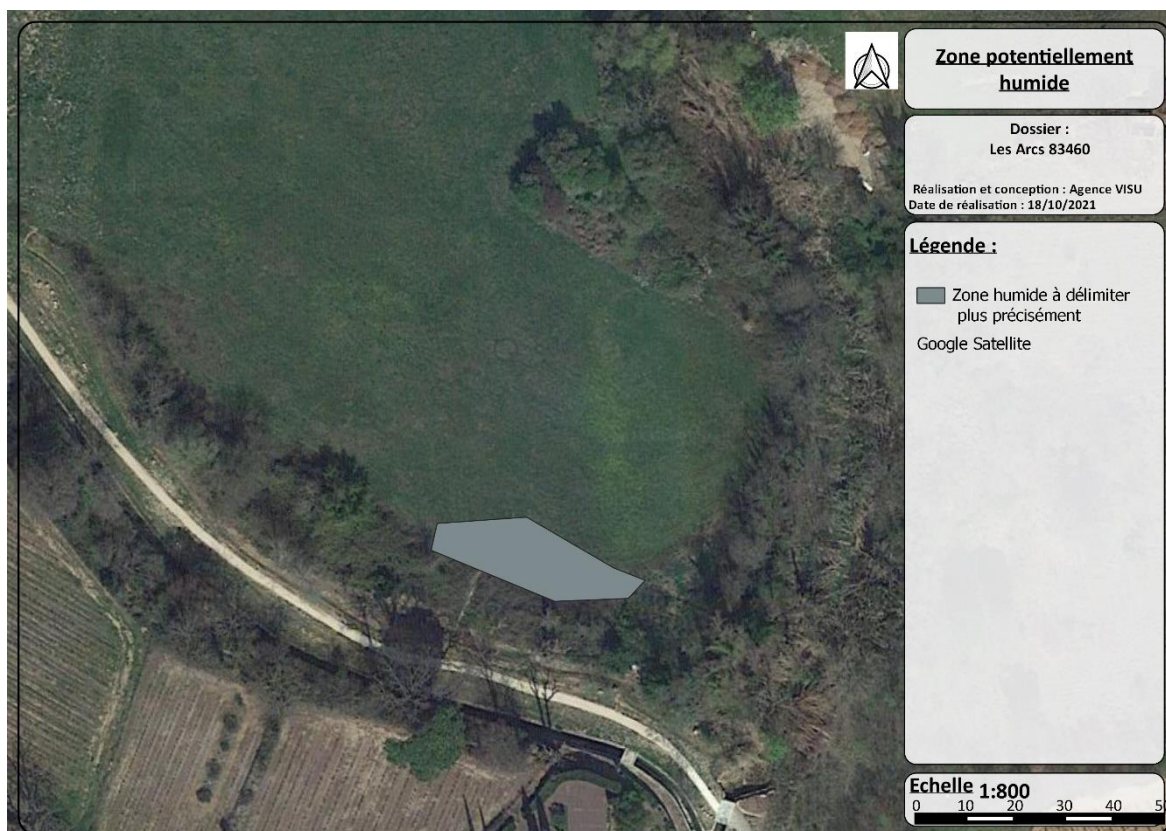 Zone potentiellement
humide
Dossier :
Les Arcs 83460
Réalisation et conception : Agence VISU
Date de réalisation : 18/10/2021
Légende :
Zone humide à délimiter
plus précisément
Google Satellite
Echelle 1:800
0 10 20 30 40 50